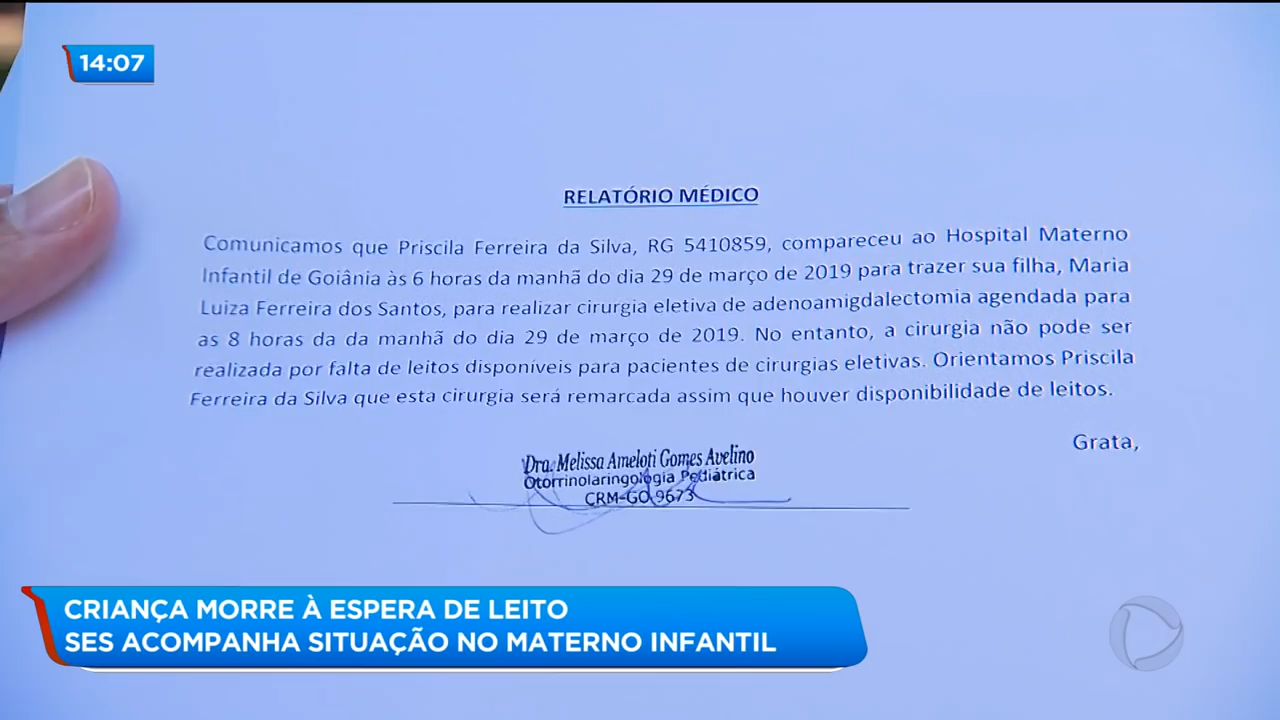 14:07
RELATÓRIO MÉDICO
Comunicamos que Priscila Ferreira da Silva, RG 5410859, compareceu ao Hospital Materno
Infantil de Goiânia às 6 horas da manhã do dia 29 de março de 2019 para trazer sua filha, Maria
Luiza Ferreira dos Santos, para realizar cirurgia eletiva de adenoamigdalectomia agendada para
as 8 horas da da manhã do dia 29 de março de 2019. No entanto, a cirurgia não pode ser
realizada por falta de leitos disponíveis para pacientes de cirurgias eletivas. Orientamos Priscila
Ferreira da Silva que esta cirurgia será remarcada assim que houver disponibilidade de leitos.
Grata,
Dra. Melissa Ameloti Gomes Avelino
Otorrinolaringologia Pediátrica
CRM-GO 9673
CRIANÇA MORRE À ESPERA DE LEITO
SES ACOMPANHA SITUAÇÃO NO MATERNO INFANTIL